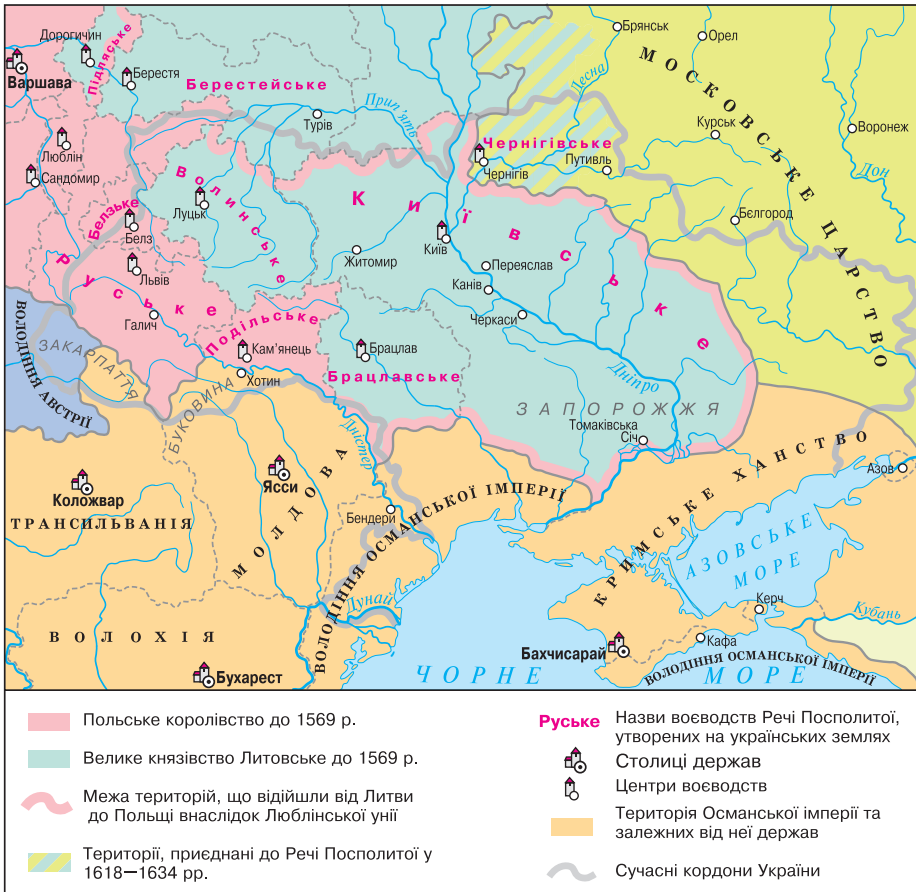 Брянськ
Орел
Дорогичин
Варшава
Підляське
Берестя
Берестейське
Десна
МОСКОВСЬКЕ ЦАРСТВО
Прип'ять
Турів
Курськ
Воронеж
Люблін
Чернігівське
Путивль
Чернігів
Сандомир
Дон
Волинське
Луцьк
Київське
Белзьке
Белз
Бєлгород
Київ
Житомир
Переяслав
Львів
Руське
Канів
Галич
Черкаси
Подільське
Кам'янець
Брацлав
Брацлавське
ВОЛОДІННЯ АВСТРІЇ
ЗАКАРПАТТЯ
БУКОВИНА
Хотин
Дніпро
ЗАПОРОЖЖЯ
Томаківська
Січ
Дністер
Коложвар
ТРАНСИЛЬВАНІЯ
Ясси
МОЛДОВА
Бендери
ВОЛОДІННЯ ОСМАНСЬКОЇ ІМПЕРІЇ
КРИМСЬКЕ ХАНСТВО
Азов
АЗОВСЬКЕ
МОРЕ
Дунай
Керч
Кубань
ВОЛОХІЯ
Бухарест
Бахчисарай
Кафа
ВОЛОДІННЯ ОСМАНСЬКОЇ ІМПЕРІЇ
ЧОРНЕ МОРЕ
Польське королівство до 1569 р.
Велике князівство Литовське до 1569 р.
Межа територій, що відійшли від Литви
до Польщі внаслідок Люблінської унії
Території, приєднані до Речі Посполитої у
1618—1634 рр.
Руське
Назви воєводств Речі Посполитої,
утворених на українських землях
Столиці держав
Центри воєводств
Територія Османської імперії та
залежних від неї держав
Сучасні кордони України